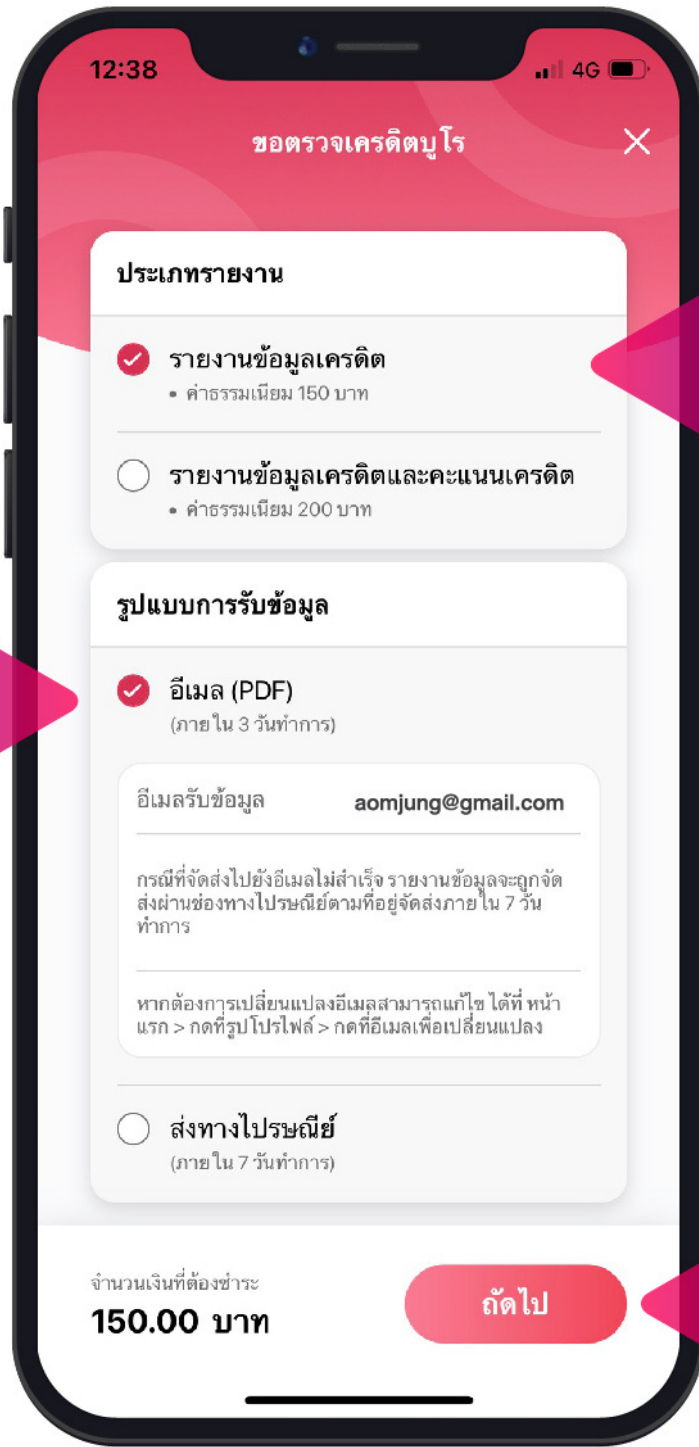 12:38
4G
ขอตรวจเครดิตบูโร
ประเภทรายงาน
รายงานข้อมูลเครดิต
• ค่าธรรมเนียม 150 บาท
รายงานข้อมูลเครดิตและคะแนนเครดิต
• ค่าธรรมเนียม 200 บาท
รูปแบบการรับข้อมูล
อีเมล (PDF)
(ภายใน 3 วันทำการ)
อีเมลรับข้อมูล aomjung@gmail.com
กรณีที่จัดส่งไปยังอีเมลไม่สำเร็จ รายงานข้อมูลจะถูกจัด
ส่งผ่านช่องทางไปรษณีย์ตามที่อยู่จัดส่งภายใน 7 วัน
ทำการ
หากต้องการเปลี่ยนแปลงอีเมลสามารถแก้ไข ได้ที่ หน้า
แรก > กดที่รูปโปรไฟล์ > กดที่อีเมลเพื่อเปลี่ยนแปลง
ส่งทางไปรษณีย์
(ภายใน 7 วันทำการ)
จำนวนเงินที่ต้องชำระ
150.00 บาท
ถัดไป